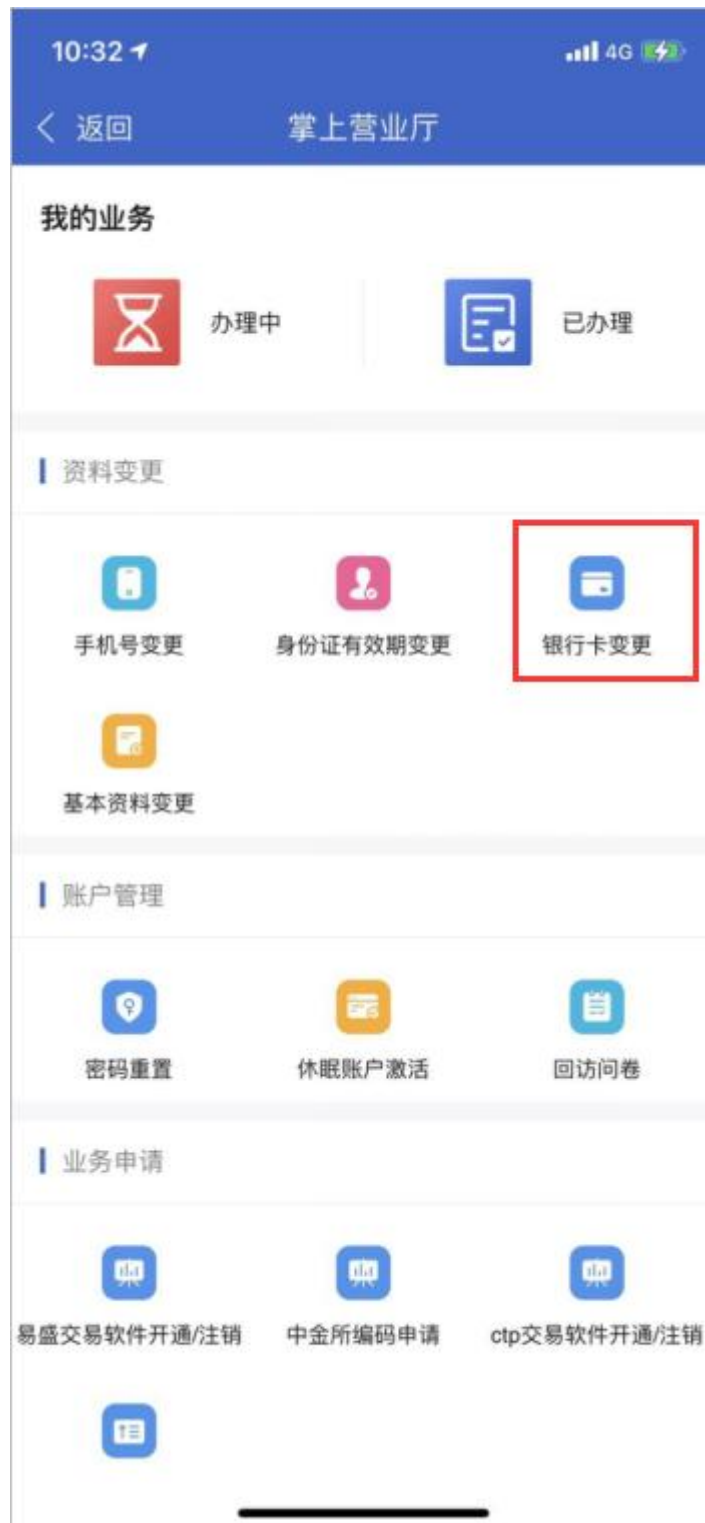 10:32 4G
返回 掌上营业厅
我的业务
办理中 已办理
资料变更
手机号变更 身份证有效期变更 银行卡变更
基本资料变更
账户管理
密码重置 休眠账户激活 回访问卷
业务申请
易盛交易软件开通/注销 中金所编码申请 ctp交易软件开通/注销